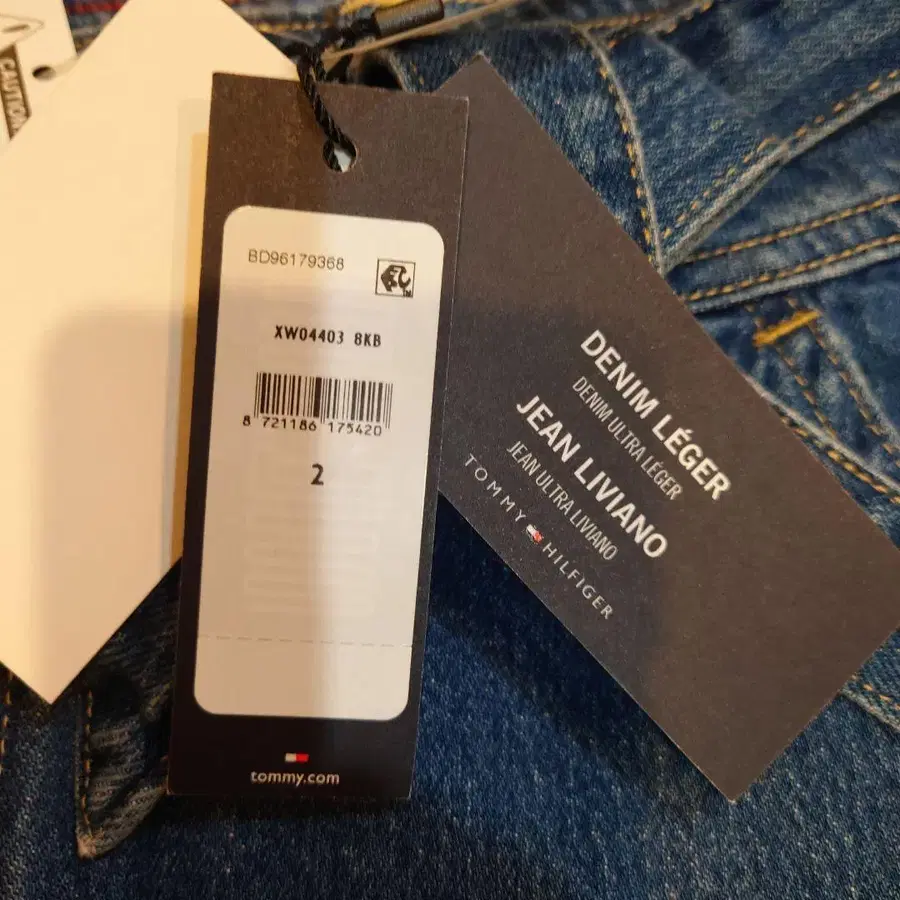 CAUTION
BD96179368
XW04403 8KB
8 721186 175420
2
tommy.com
DENIM LÉGER
DENIM ULTRA LÉGER
JEAN LIVIANO
JEAN ULTRA LIVIANO
TOMMY HILFIGER